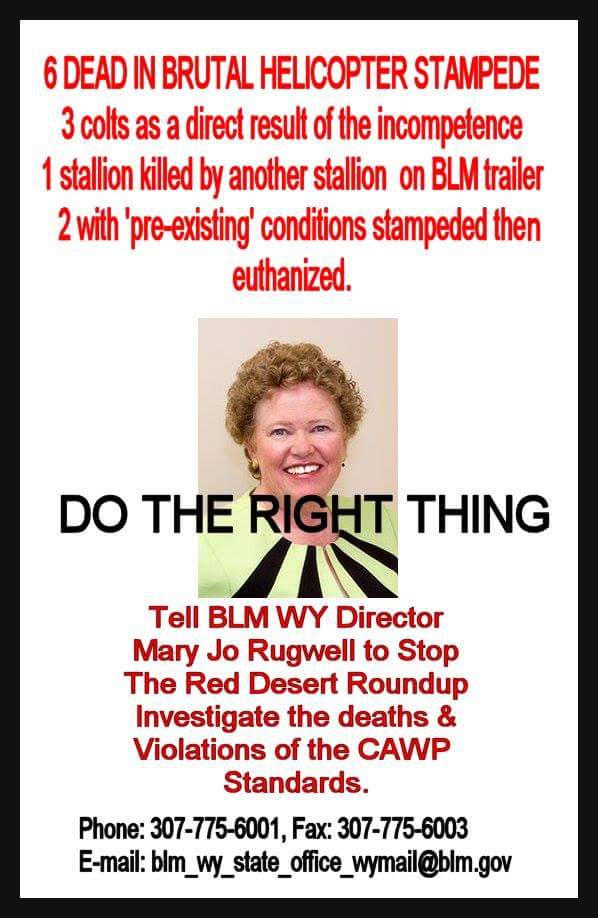 6 DEAD IN BRUTAL HELICOPTER STAMPEDE
3 colts as a direct result of the incompetence
1 stallion killed by another stallion on BLM trailer
2 with 'pre-existing' conditions stampeded then
euthanized.
DO THE RIGHT THING
Tell BLM WY Director
Mary Jo Rugwell to Stop
The Red Desert Roundup
Investigate the deaths &
Violations of the CAWP
Standards.
Phone: 307-775-6001, Fax: 307-775-6003
E-mail: blm_wy_state_office_wymail@blm.gov